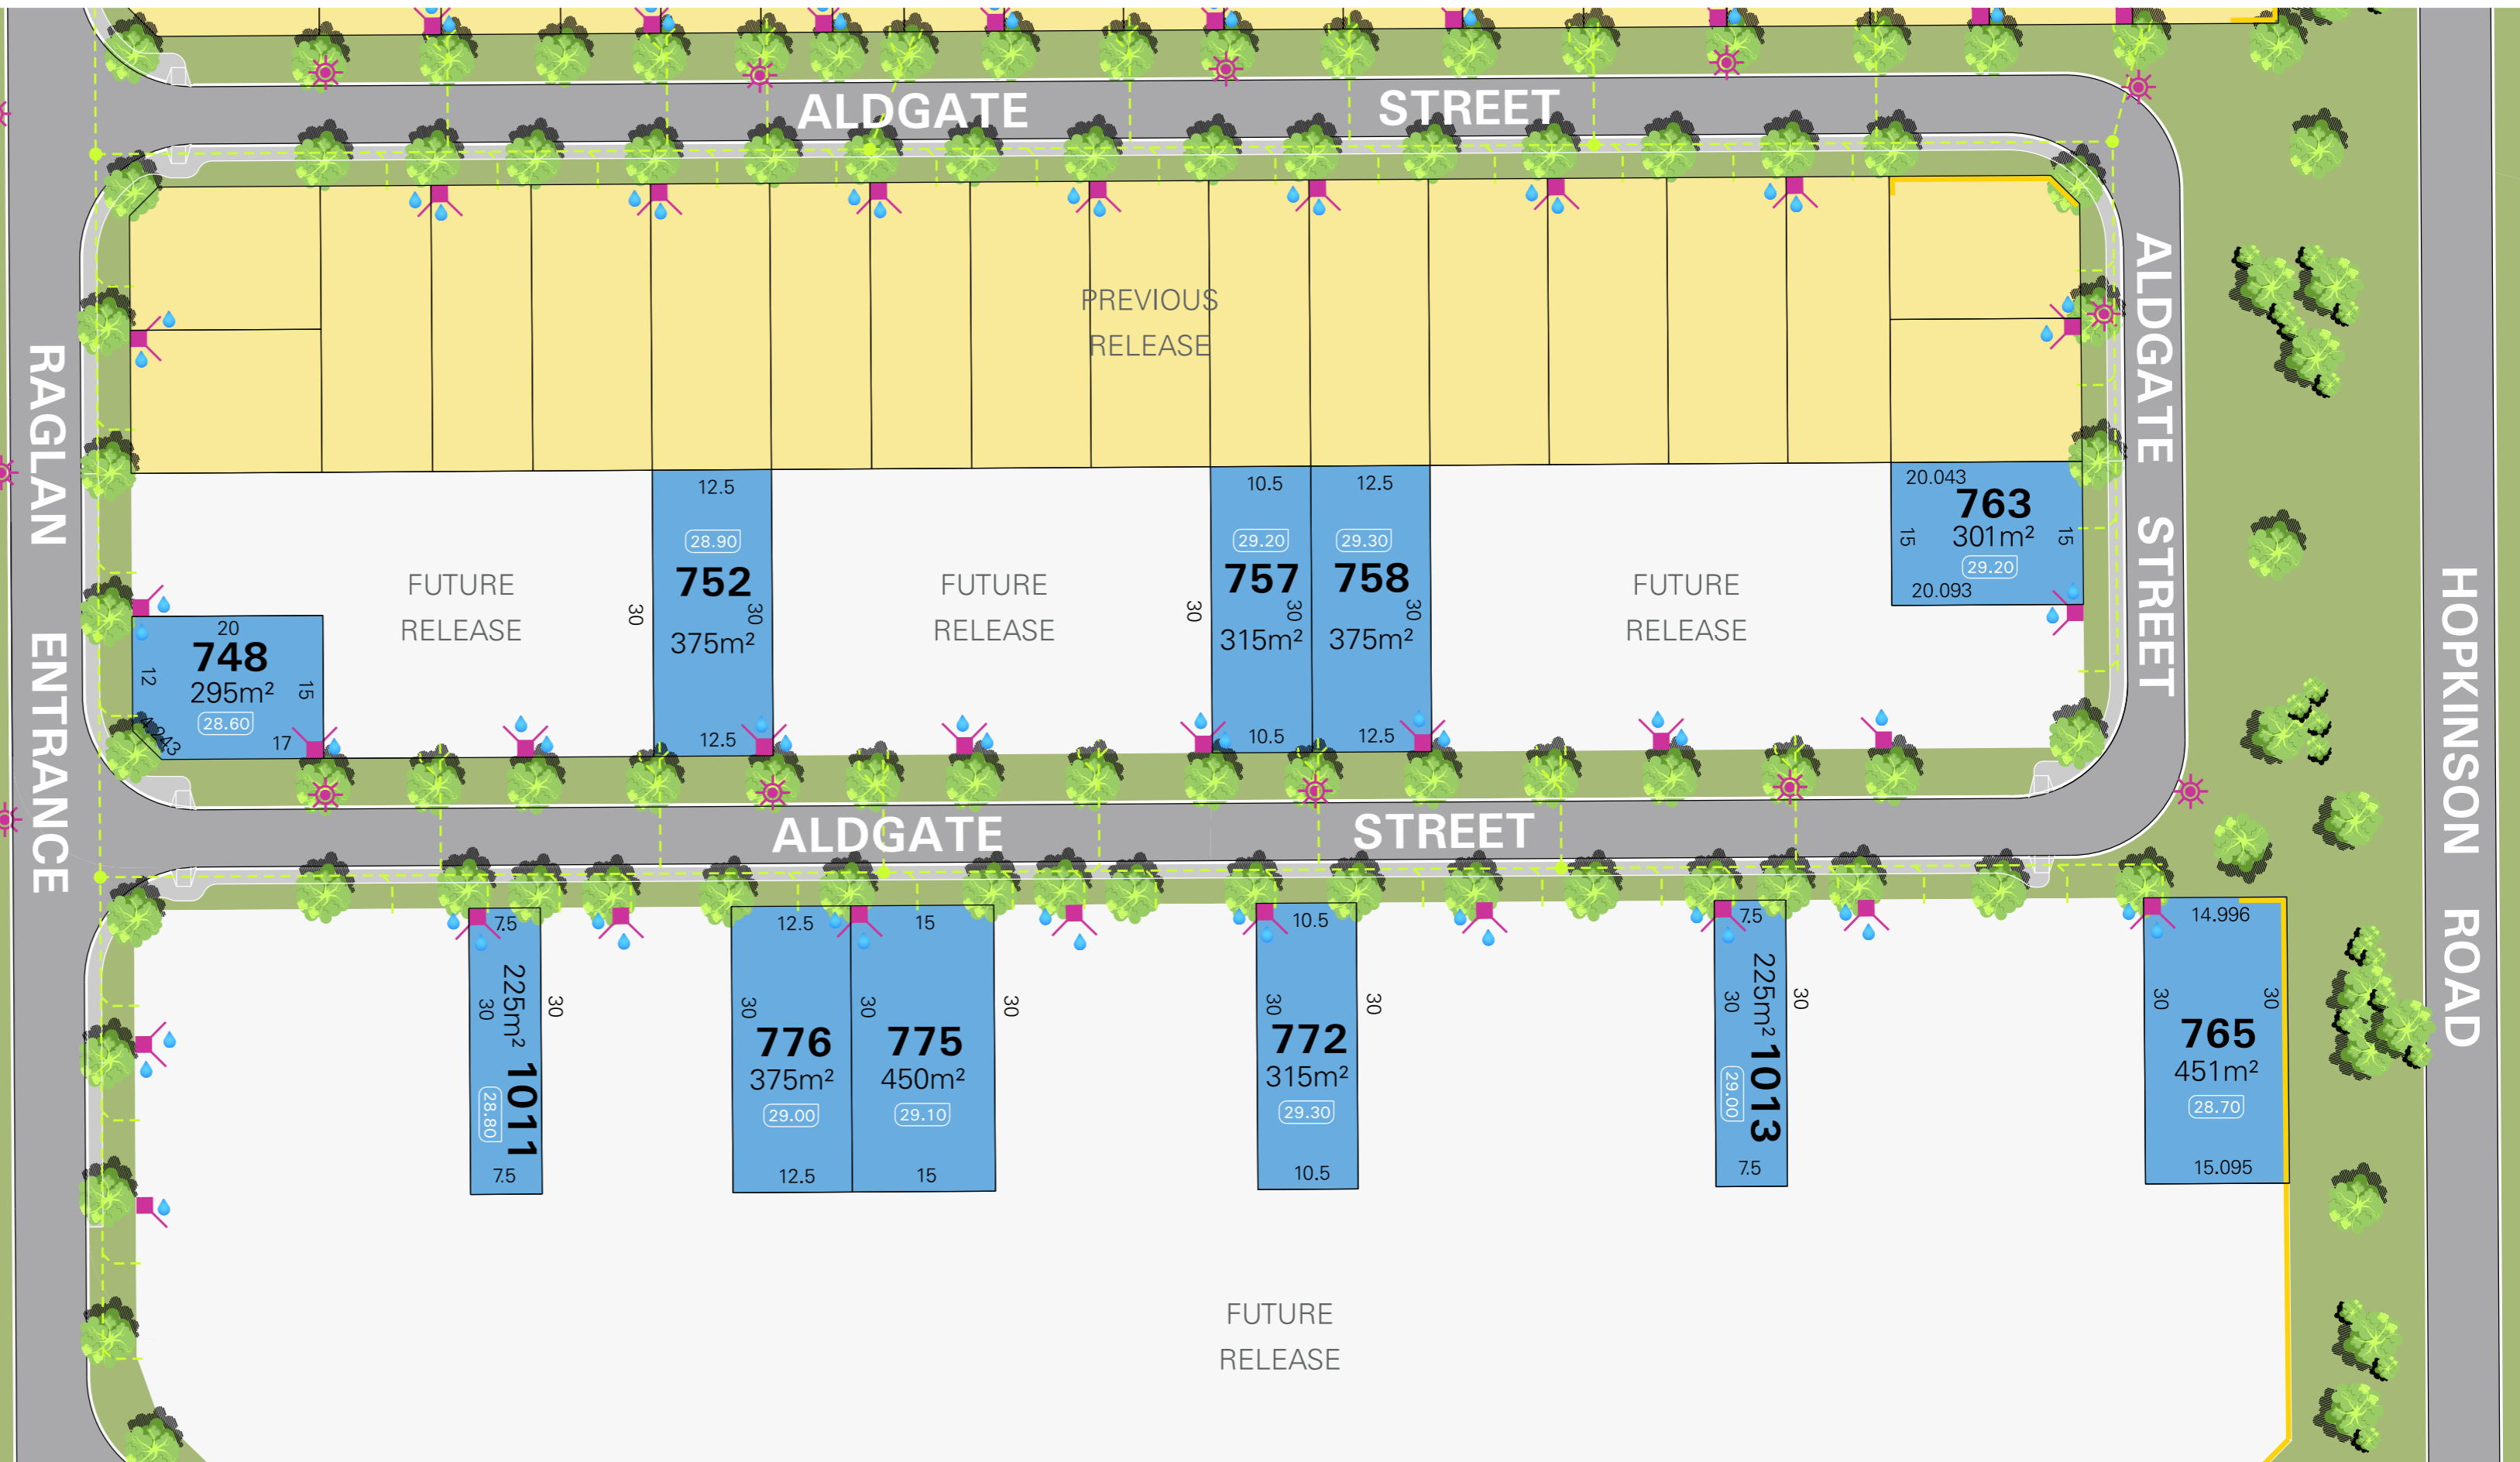 ALDGATE STREET
PREVIOUS
RELEASE
RAGLAN ENTRANCE
ALDGATE STREET
HOPKINSON ROAD
FUTURE
RELEASE
12.5
28.90
752
30
30
375m²
12.5
FUTURE
RELEASE
10.5
29.20
757
30
30
315m²
10.5
12.5
29.30
758
30
375m²
12.5
FUTURE
RELEASE
20.043
763
301m²
15
15
29.20
20.093
20
748
295m²
12
15
28.60
4.243
17
ALDGATE STREET
7.5
225m²
30
30
1011
28.80
7.5
12.5
30
776
375m²
29.00
12.5
15
30
30
775
450m²
29.10
15
10.5
30
30
772
315m²
29.30
10.5
7.5
225m²
30
30
1013
29.00
7.5
14.996
30
30
765
451m²
28.70
15.095
FUTURE
RELEASE